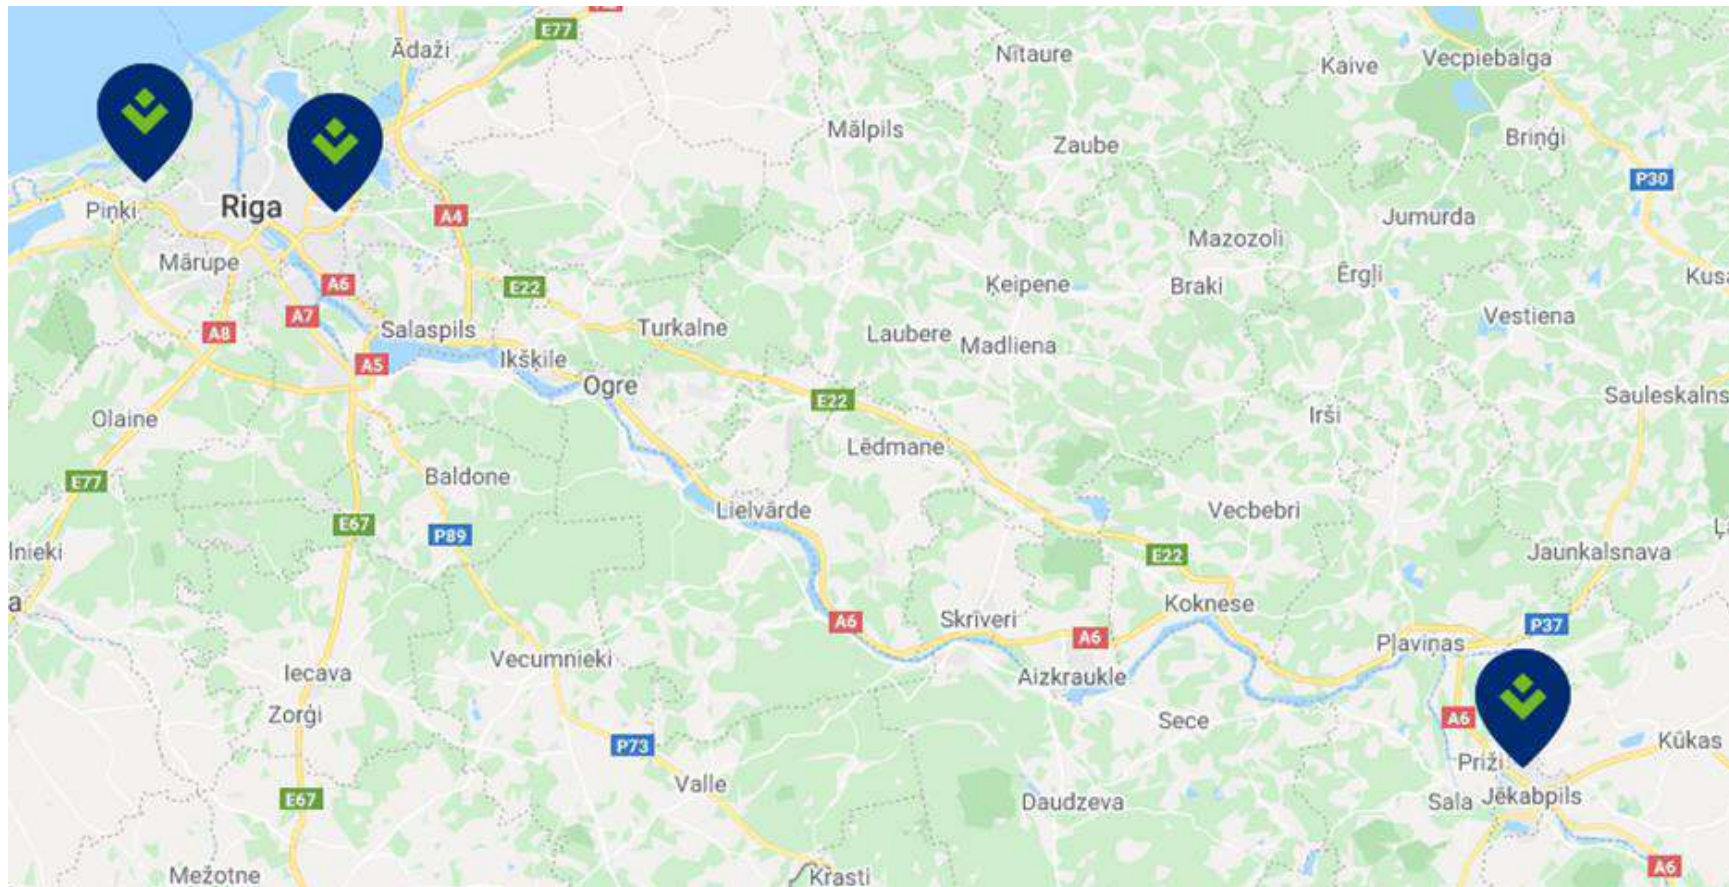 E77
Ādaži
Nītaure
Kaive
Vecpiebalga
Mālpils
Zaube
Briņģi
P30
Piņķi
Riga
A4
Jumurda
Mazozoli
Mārupe
A6
E22
Ķeipene
Braki
Ērgļi
Kusa
A7
A8
Salaspils
Turkalne
Laubere
Madliena
Vestiena
A5
Ikšķile
Ogre
E22
Sauleskalns
Olaine
Lēdmane
Irši
E77
Baldone
Lielvārde
Vecbebri
E67
P89
lnieki
E22
Jaunkalsnava
a
Koknese
A6
Skrīveri
A6
P37
Pļaviņas
Vecumnieki
Iecava
Aizkraukle
Zorģi
Sece
A6
P73
Kūkas
Priži
Valle
E67
Daudzeva
Sala
Jēkabpils
Mežotne
Krasti
A6